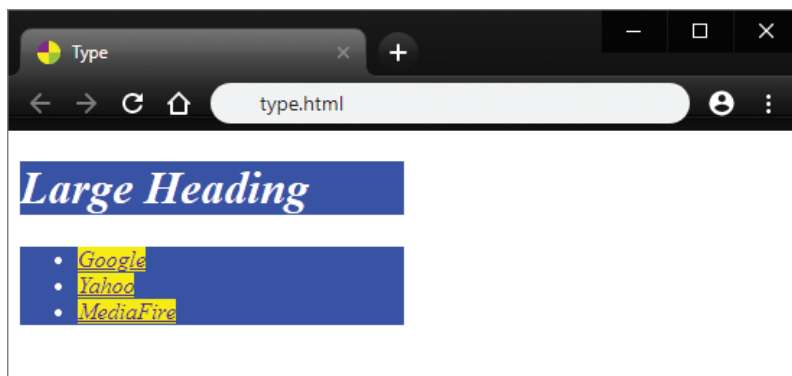 Type
type.html
Large Heading
• Google
• Yahoo
• MediaFire